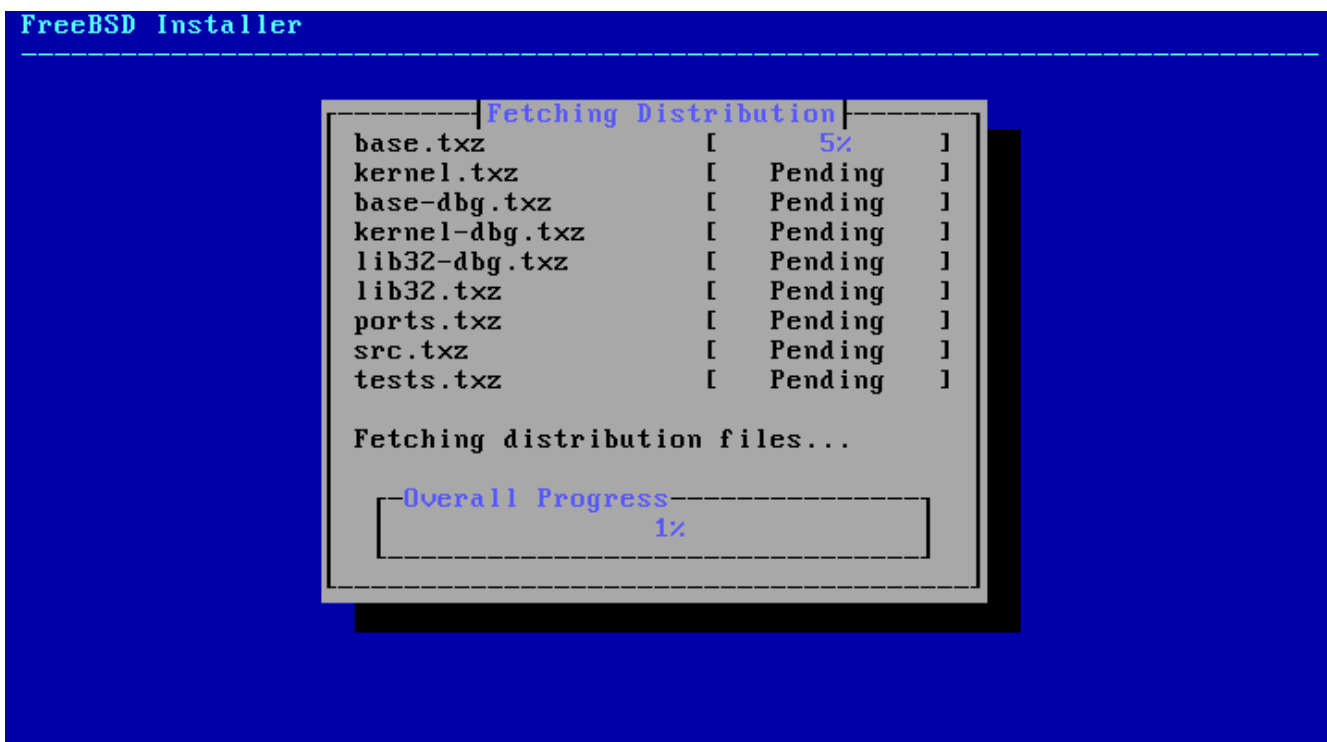 FreeBSD Installer
Fetching Distribution
base.txz [ 5% ]
kernel.txz [ Pending ]
base-dbg.txz [ Pending ]
kernel-dbg.txz [ Pending ]
lib32-dbg.txz [ Pending ]
lib32.txz [ Pending ]
ports.txz [ Pending ]
src.txz [ Pending ]
tests.txz [ Pending ]
Fetching distribution files...
Overall Progress
1%